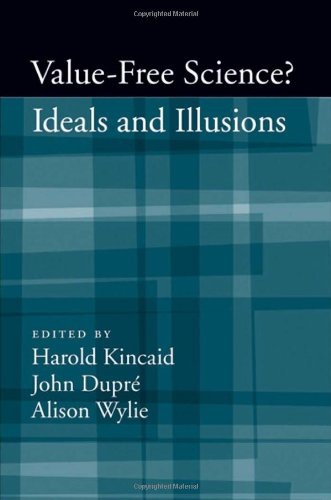 Value-Free Science?
Ideals and Illusions
EDITED BY
Harold Kincaid
John Dupré
Alison Wylie